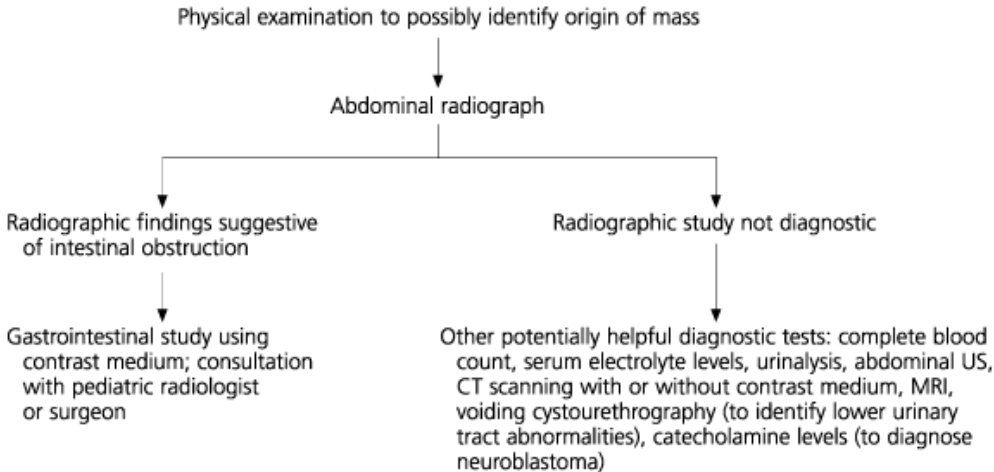 Physical examination to possibly identify origin of mass
Abdominal radiograph
Radiographic findings suggestive
of intestinal obstruction
Radiographic study not diagnostic
Gastrointestinal study using
contrast medium; consultation
with pediatric radiologist
or surgeon
Other potentially helpful diagnostic tests: complete blood
count, serum electrolyte levels, urinalysis, abdominal US,
CT scanning with or without contrast medium, MRI,
voiding cystourethrography (to identify lower urinary
tract abnormalities), catecholamine levels (to diagnose
neuroblastoma)